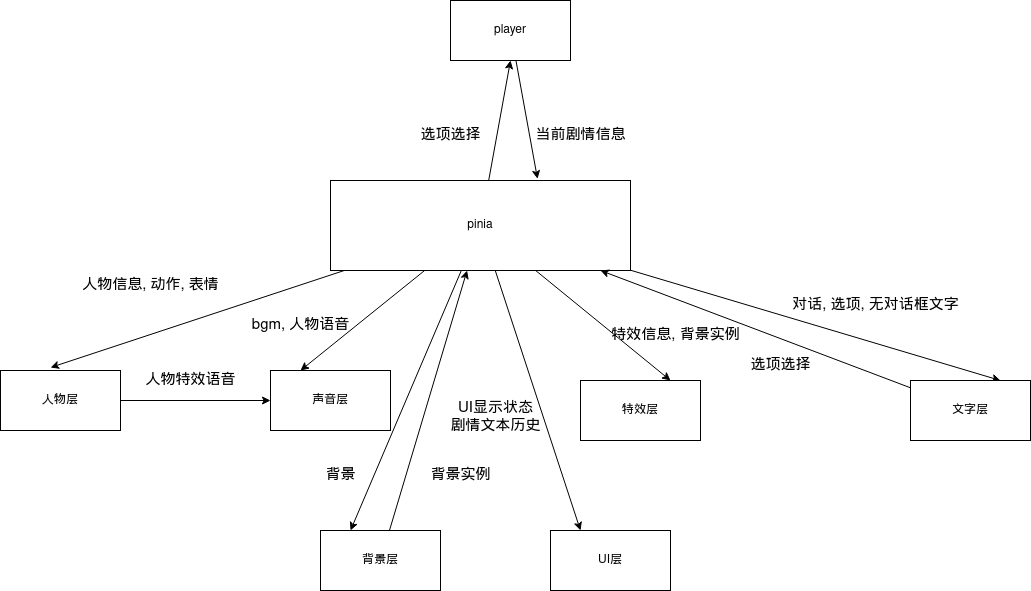 player
选项选择
当前剧情信息
pinia
人物信息, 动作, 表情
对话, 选项, 无对话框文字
bgm, 人物语音
特效信息, 背景实例
选项选择
人物特效语音
人物层
声音层
UI显示状态
剧情文本历史
特效层
文字层
背景
背景实例
背景层
UI层